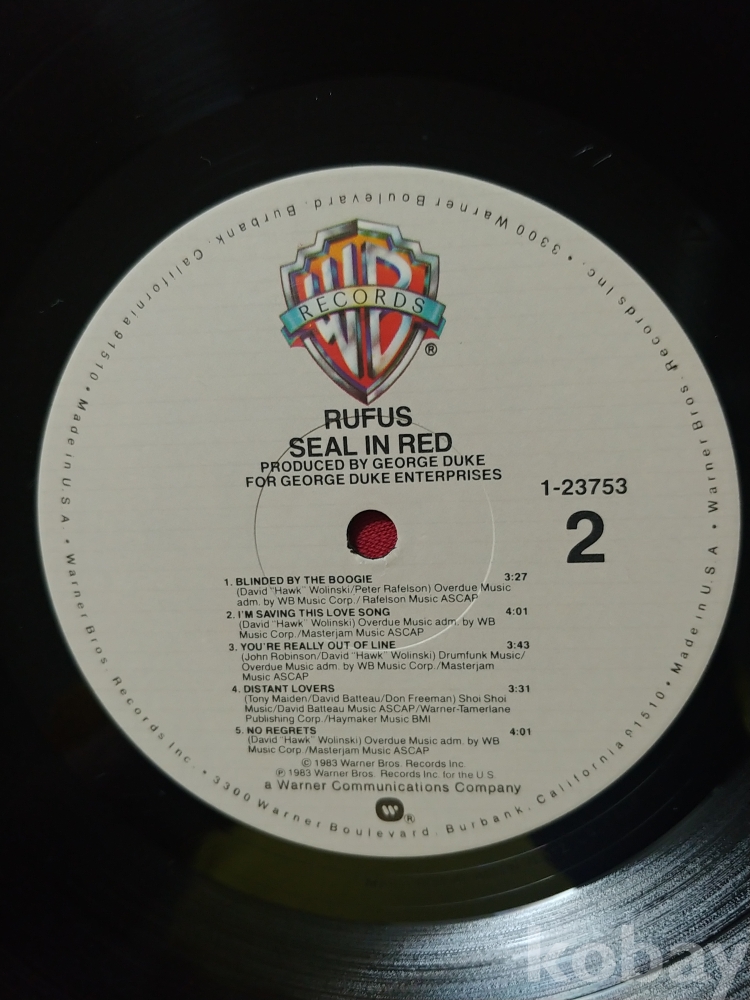 WB
RECORDS
®
RUFUS
SEAL IN RED
PRODUCED BY GEORGE DUKE
FOR GEORGE DUKE ENTERPRISES
1-23753
2
1. BLINDED BY THE BOOGIE 3:27
(David "Hawk" Wolinski/Peter Rafelson) Overdue Music
adm. by WB Music Corp./Rafelson Music ASCAP
2. I'M SAVING THIS LOVE SONG 4:01
(David "Hawk" Wolinski) Overdue Music adm. by WB
Music Corp./Masterjam Music ASCAP
3. YOU'RE REALLY OUT OF LINE 3:43
(John Robinson/David "Hawk" Wolinski) Drumfunk Music/
Overdue Music adm. by WB Music Corp./Masterjam
Music ASCAP
4. DISTANT LOVERS 3:31
(Tony Maiden/David Batteau/Don Freeman) Shoi Shoi
Music/David Batteau Music ASCAP/Warner-Tamerlane
Publishing Corp./Haymaker Music BMI
5. NO REGRETS 4:01
(David "Hawk" Wolinski) Overdue Music adm. by WB
Music Corp./Masterjam Music ASCAP
© 1983 Warner Bros. Records Inc.
℗ 1983 Warner Bros. Records Inc. for the U.S
a Warner Communications Company
®
Warner Bros. Records Inc. • 3300 Warner Boulevard, Burbank, California 91510 • Made in U.S.A. •
Warner Bros. Records Inc. • 3300 Warner Boulevard, Burbank, California 91510 • Made in U.S.A. •
kobay